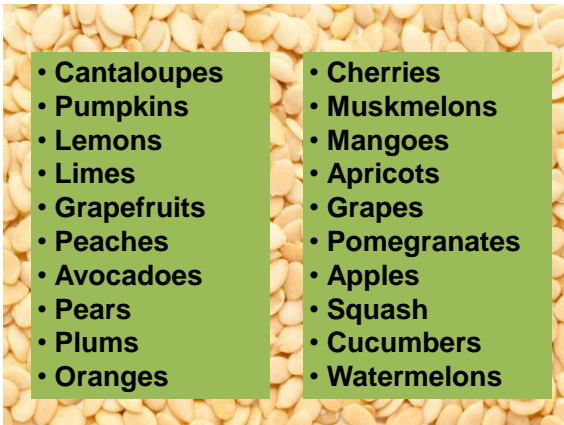 • Cantaloupes
• Pumpkins
• Lemons
• Limes
• Grapefruits
• Peaches
• Avocadoes
• Pears
• Plums
• Oranges
• Cherries
• Muskmelons
• Mangoes
• Apricots
• Grapes
• Pomegranates
• Apples
• Squash
• Cucumbers
• Watermelons